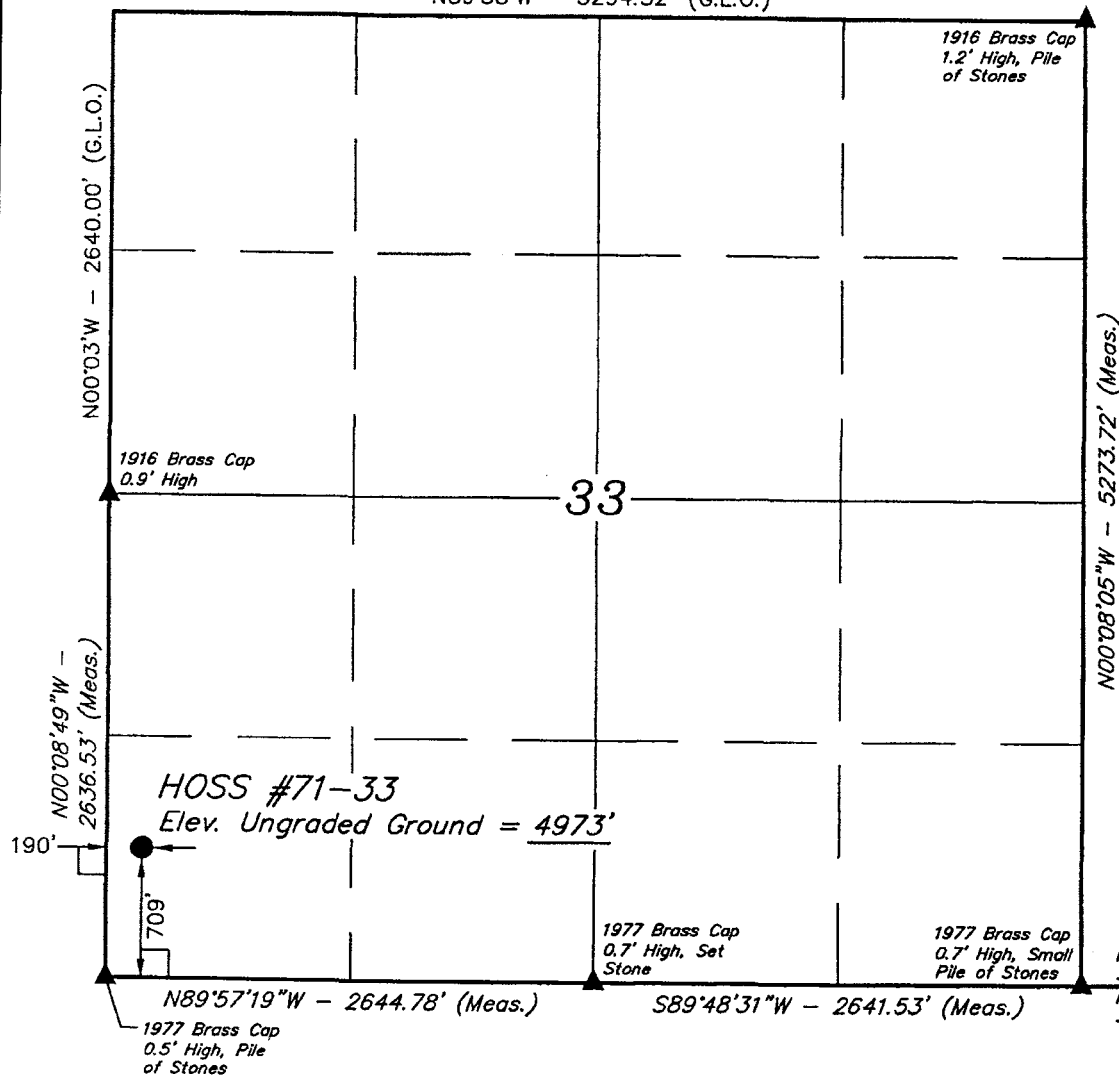 1916 Brass Cap
1.2' High, Pile
of Stones
N00°03'W – 2640.00' (G.L.O.)
1916 Brass Cap
0.9' High
33
N00°08'05"W – 5273.72' (Meas.)
N00°08'49"W –
2636.53' (Meas.)
HOSS #71-33
Elev. Ungraded Ground = 4973'
190'
709'
1977 Brass Cap
0.7' High, Set
Stone
1977 Brass Cap
0.7' High, Small
Pile of Stones
N89°57'19"W – 2644.78' (Meas.)
S89°48'31"W – 2641.53' (Meas.)
1977 Brass Cap
0.5' High, Pile
of Stones